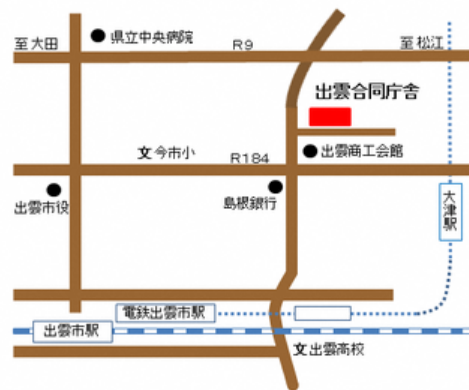 至大田
県立中央病院
R9
至松江
出雲合同庁舎
文今市小
R184
出雲商工会館
出雲市役
島根銀行
大津駅
電鉄出雲市駅
出雲市駅
文出雲高校